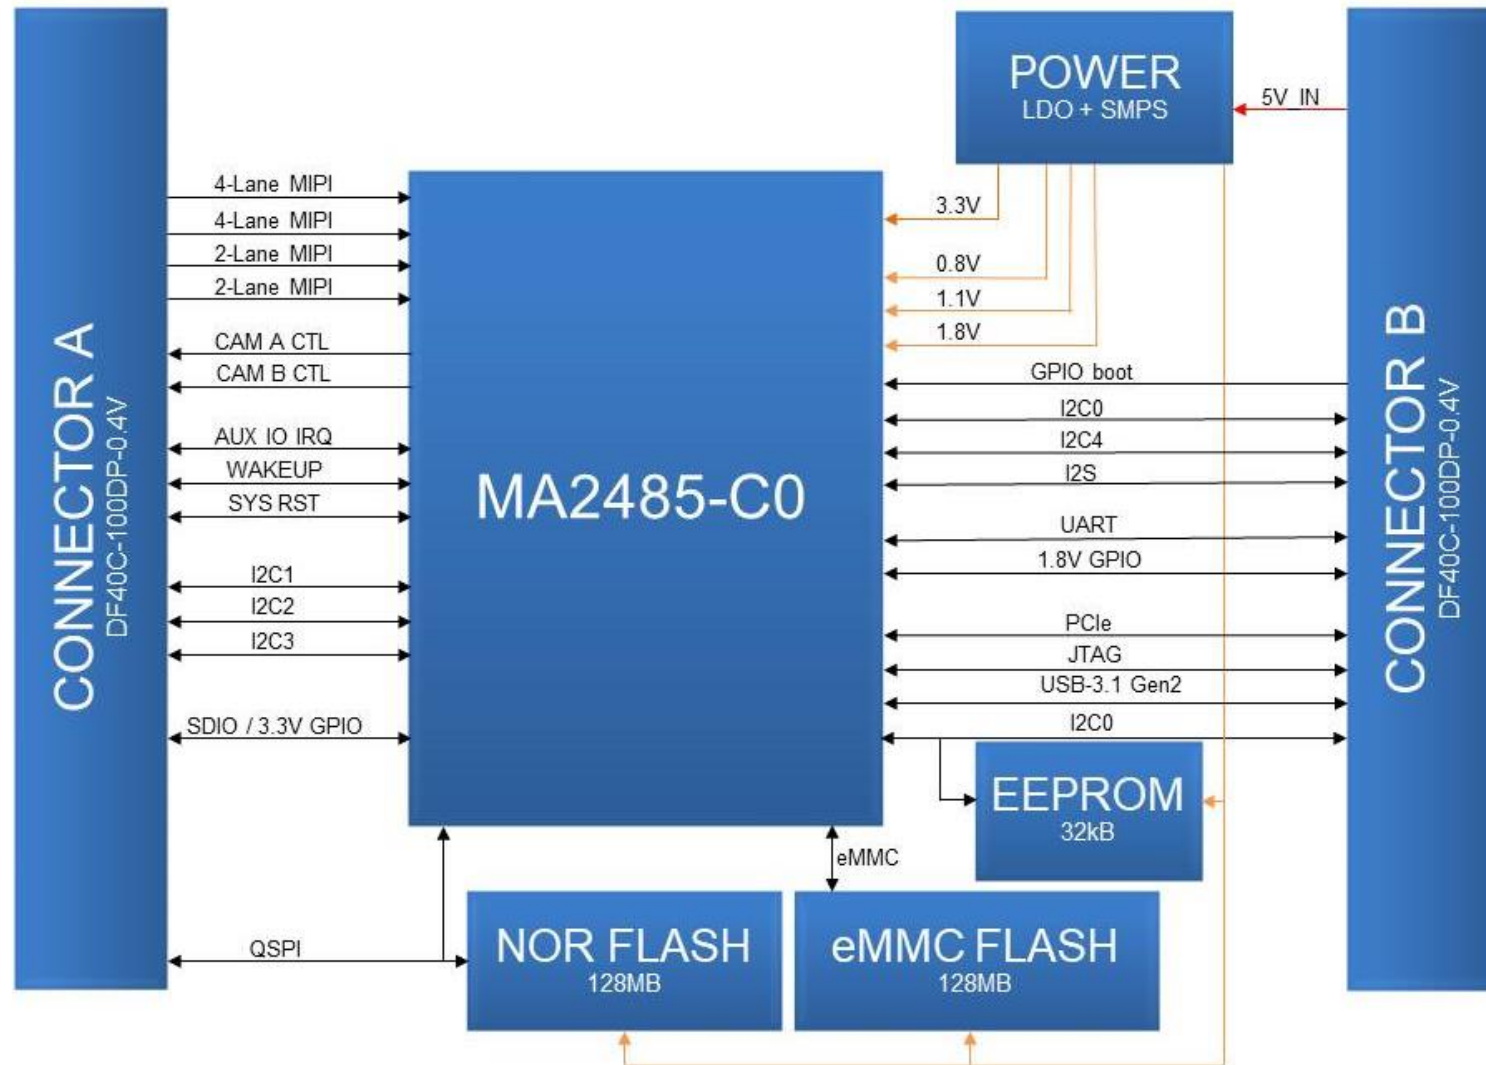 CONNECTOR A
DF40C-100DP-0.4V
4-Lane MIPI
4-Lane MIPI
2-Lane MIPI
2-Lane MIPI
CAM A CTL
CAM B CTL
AUX IO IRQ
WAKEUP
SYS RST
I2C1
I2C2
I2C3
SDIO / 3.3V GPIO
QSPI
MA2485-C0
POWER
LDO + SMPS
5V IN
3.3V
0.8V
1.1V
1.8V
GPIO boot
I2C0
I2C4
I2S
UART
1.8V GPIO
PCIe
JTAG
USB-3.1 Gen2
I2C0
EEPROM
32kB
eMMC
NOR FLASH
128MB
eMMC FLASH
128MB
CONNECTOR B
DF40C-100DP-0.4V